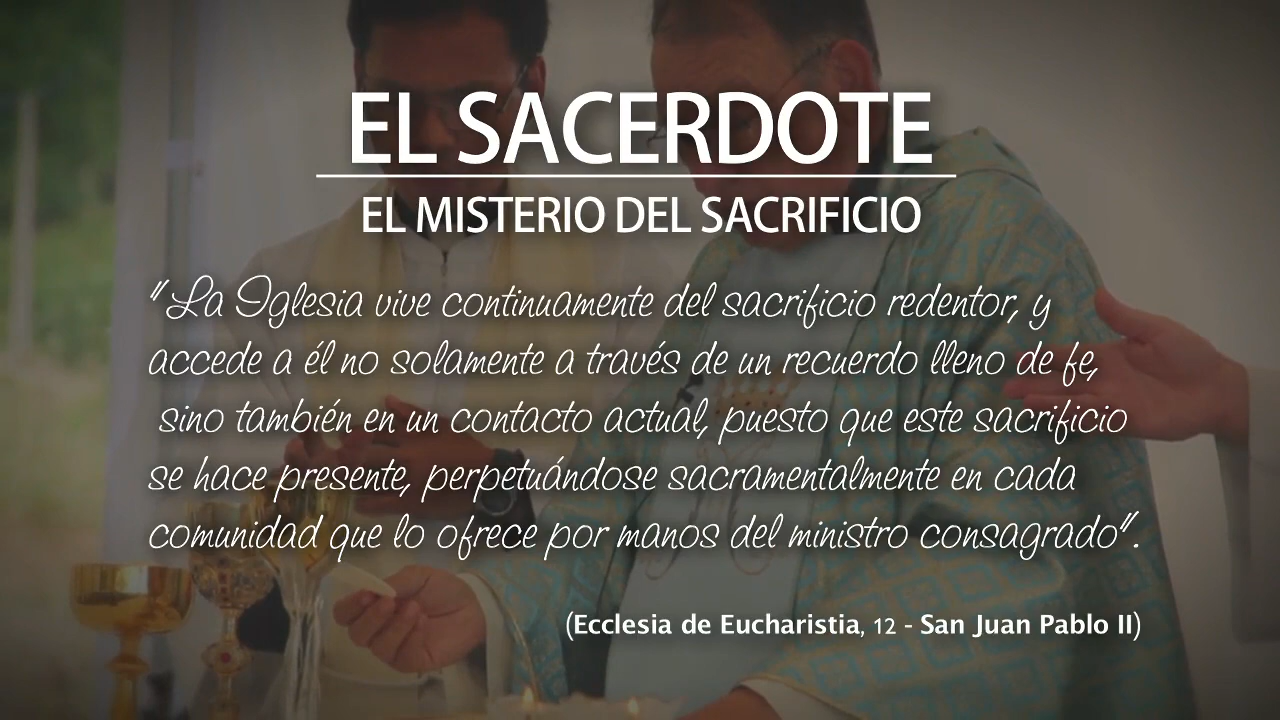 EL SACERDOTE
EL MISTERIO DEL SACRIFICIO
"La Iglesia vive continuamente del sacrificio redentor, y
accede a él no solamente a través de un recuerdo lleno de fe,
sino también en un contacto actual, puesto que este sacrificio
se hace presente, perpetuándose sacramentalmente en cada
comunidad que lo ofrece por manos del ministro consagrado".
(Ecclesia de Eucharistia, 12 - San Juan Pablo II)